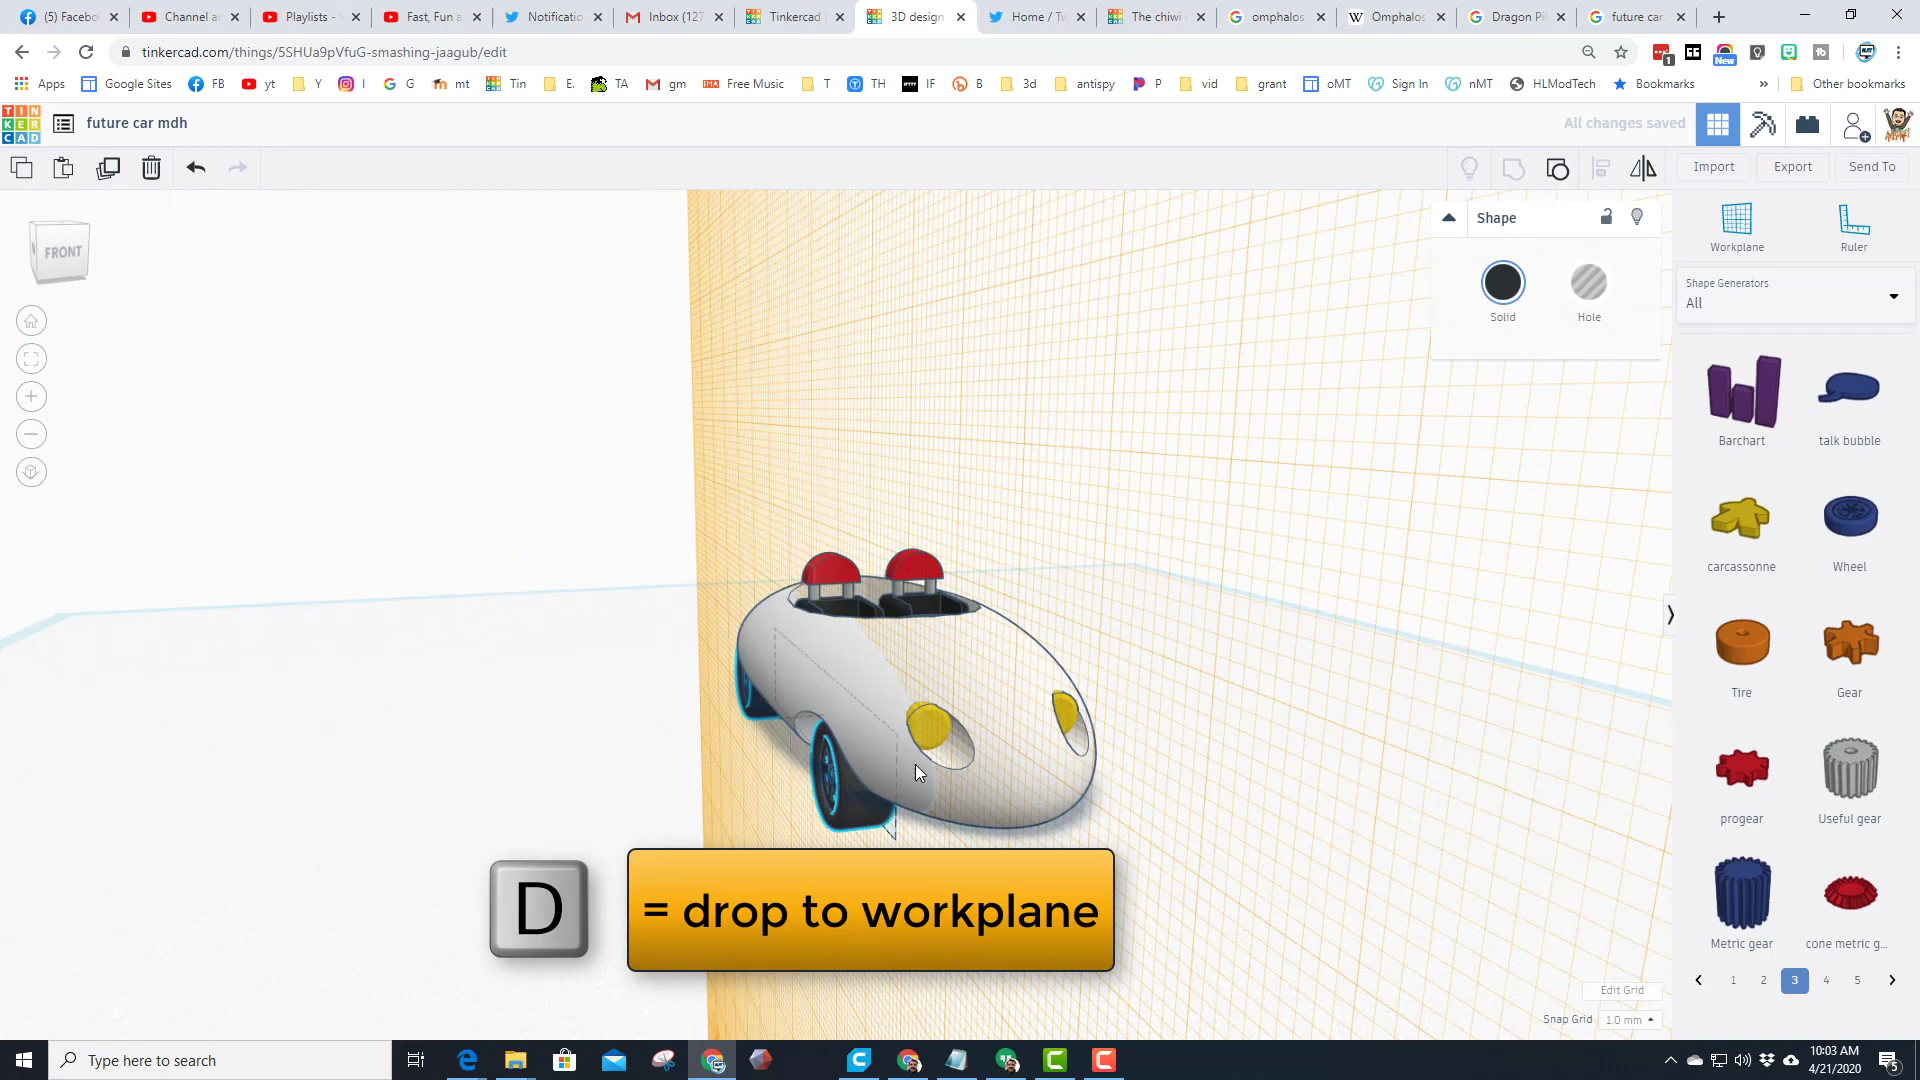 (5) Facebo
Channel a
Playlists -
Fast, Fun a
Notificatio
Inbox (127
Tinkercad
3D design
Home / Tw
The chiwi
omphalos
Omphalos
Dragon Pi
future car
tinkercad.com/things/5SHUa9pVfuG-smashing-jaagub/edit
1
New
Apps
Google Sites
FB
yt
Y
I
G
mt
Tin
E.
TA
gm
Free Music
T
TH
IF
B
3d
antispy
P
vid
grant
oMT
Sign In
nMT
HLModTech
Bookmarks
»
Other bookmarks
TIN
KER
CAD
future car mdh
All changes saved
Import
Export
Send To
FRONT
Shape
Solid
Hole
Workplane
Ruler
Shape Generators
All
Barchart
talk bubble
carcassonne
Wheel
Tire
Gear
progear
Useful gear
Metric gear
cone metric g...
1
2
3
4
5
D
= drop to workplane
Edit Grid
Snap Grid
1.0 mm
Type here to search
10:03 AM
4/21/2020
5